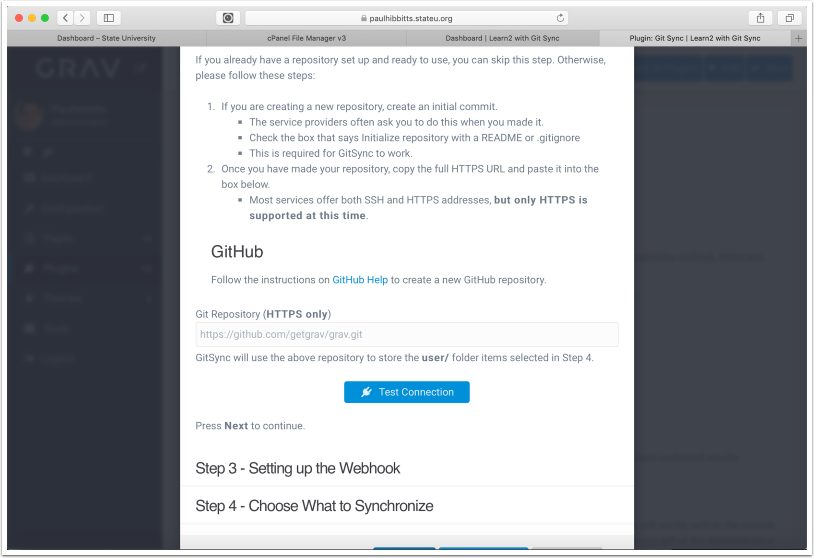 paulhibbitts.stateu.org
Dashboard – State University
cPanel File Manager v3
Dashboard | Learn2 with Git Sync
Plugin: Git Sync | Learn2 with Git Sync
GRAV
If you already have a repository set up and ready to use, you can skip this step. Otherwise,
please follow these steps:
1. If you are creating a new repository, create an initial commit.
▪ The service providers often ask you to do this when you made it.
▪ Check the box that says Initialize repository with a README or .gitignore
▪ This is required for GitSync to work.
2. Once you have made your repository, copy the full HTTPS URL and paste it into the
box below.
▪ Most services offer both SSH and HTTPS addresses, but only HTTPS is
supported at this time.
GitHub
Follow the instructions on GitHub Help to create a new GitHub repository.
Git Repository (HTTPS only)
https://github.com/getgrav/grav.git
GitSync will use the above repository to store the user/ folder items selected in Step 4.
Test Connection
Press Next to continue.
Step 3 - Setting up the Webhook
Step 4 - Choose What to Synchronize